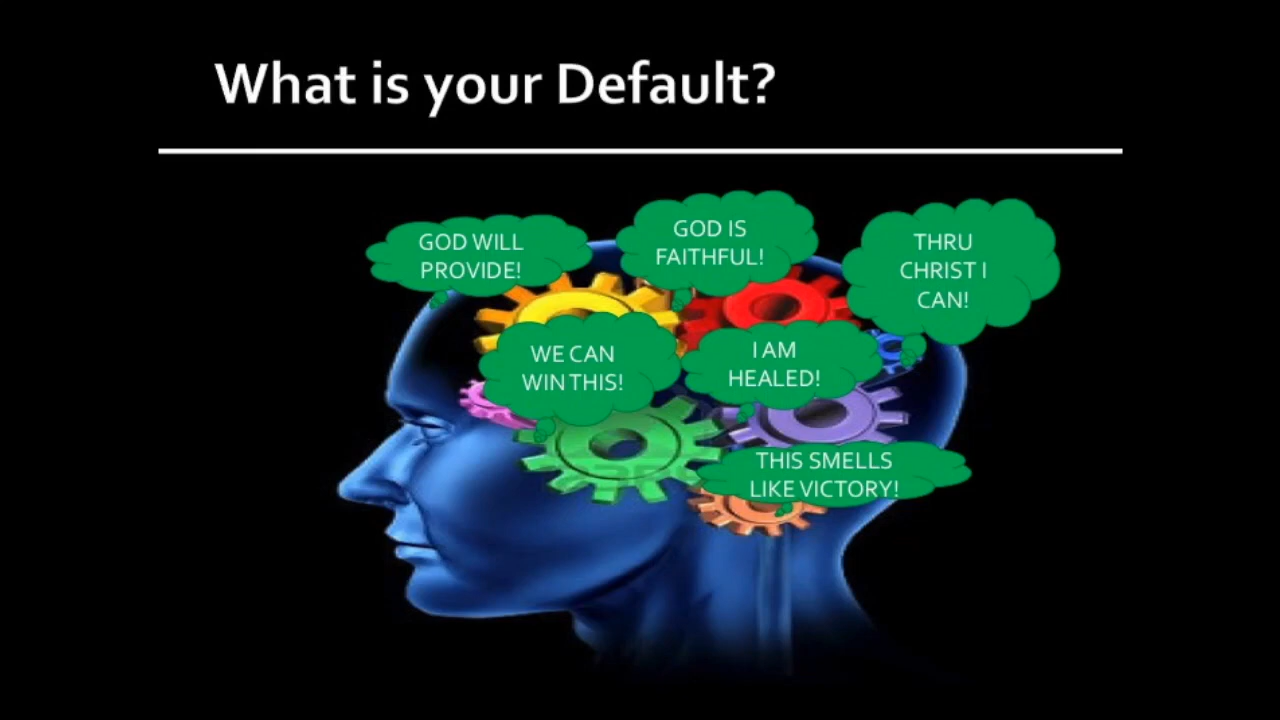 What is your Default?
GOD WILL
PROVIDE!
GOD IS
FAITHFUL!
THRU
CHRIST I
CAN!
WE CAN
WIN THIS!
I AM
HEALED!
THIS SMELLS
LIKE VICTORY!